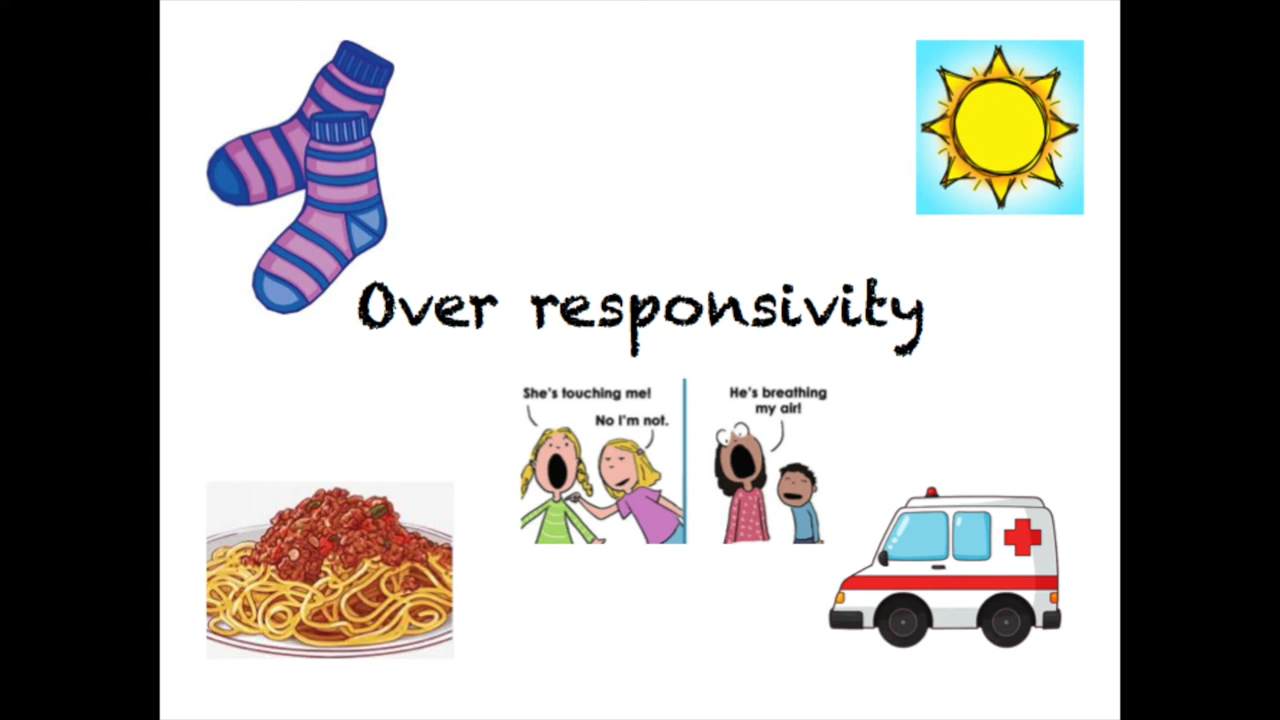 Over responsivity
She's touching me!
No I'm not.
He's breathing
my air!